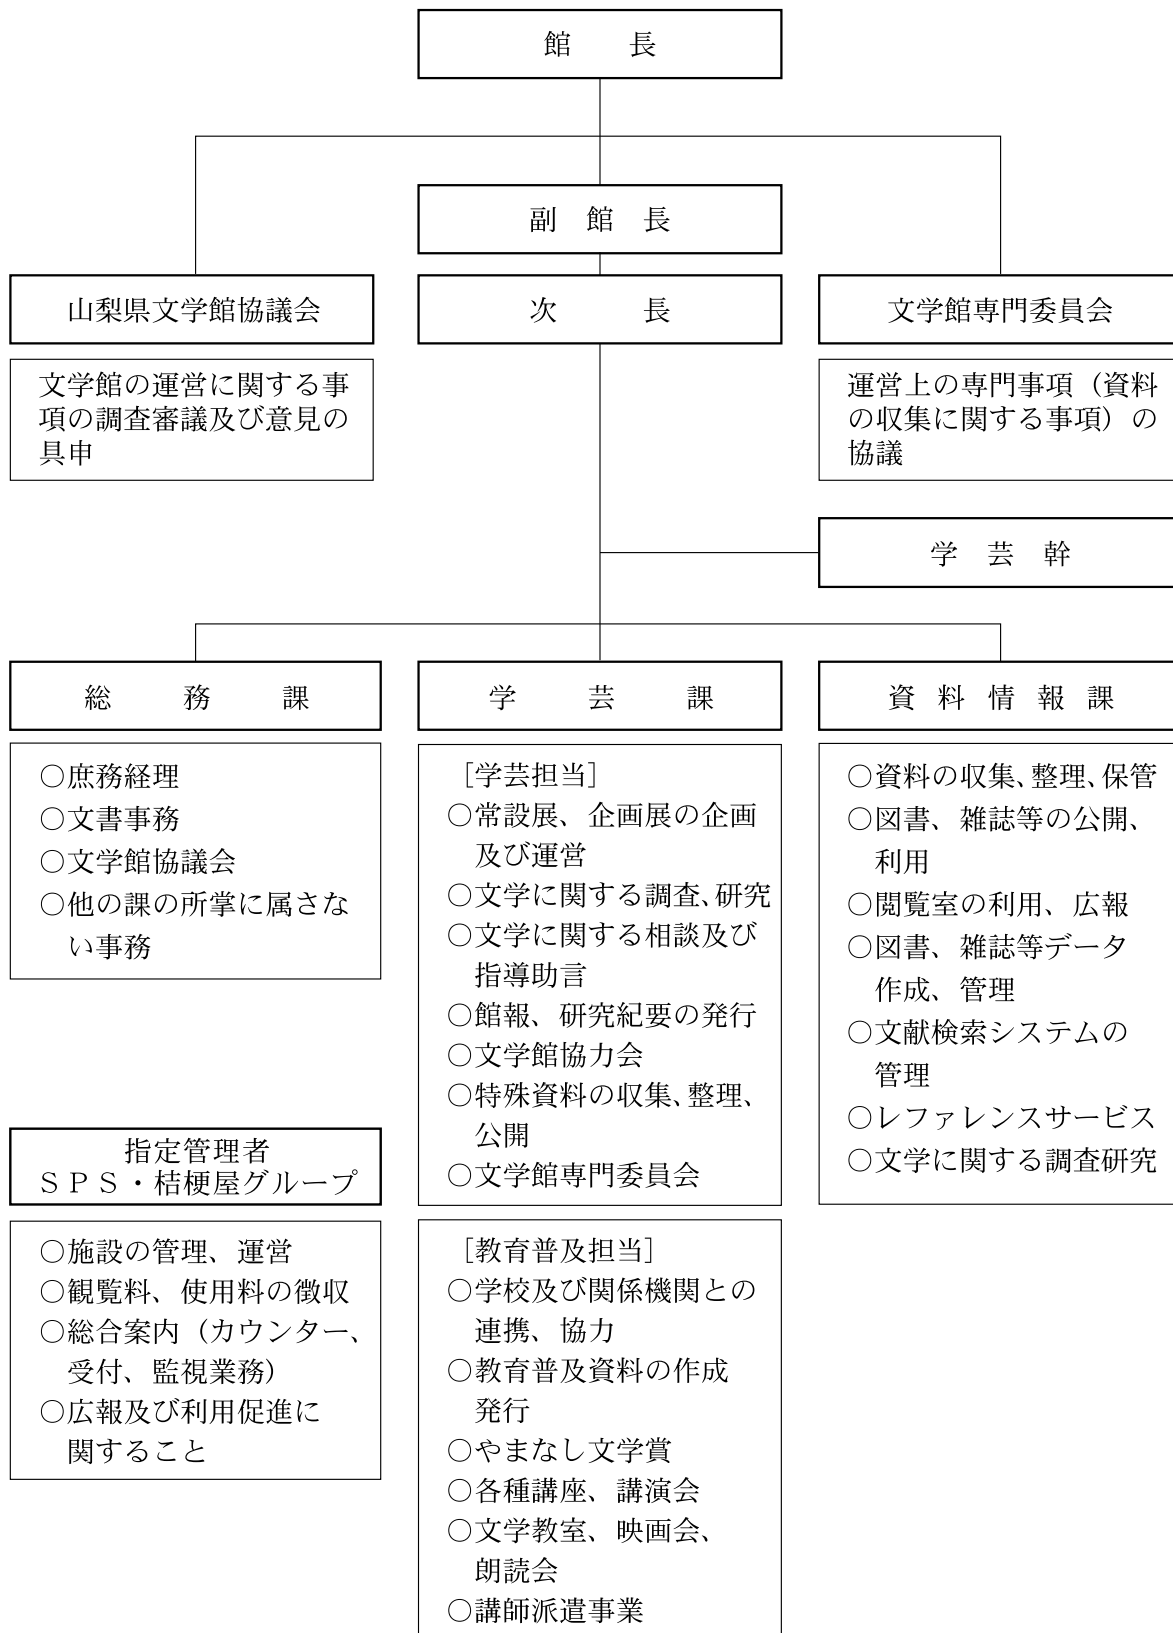 館長
副館長
山梨県文学館協議会
次長
文学館専門委員会
文学館の運営に関する事
項の調査審議及び意見の
具申
運営上の専門事項（資料
の収集に関する事項）の
協議
学芸幹
総務課
○庶務経理
○文書事務
○文学館協議会
○他の課の所掌に属さな
い事務
学芸課
［学芸担当］
○常設展、企画展の企画
及び運営
○文学に関する調査、研究
○文学に関する相談及び
指導助言
○館報、研究紀要の発行
○文学館協力会
○特殊資料の収集、整理、
公開
○文学館専門委員会
［教育普及担当］
○学校及び関係機関との
連携、協力
○教育普及資料の作成
発行
○やまなし文学賞
○各種講座、講演会
○文学教室、映画会、
朗読会
○講師派遣事業
資料情報課
○資料の収集、整理、保管
○図書、雑誌等の公開、
利用
○閲覧室の利用、広報
○図書、雑誌等データ
作成、管理
○文献検索システムの
管理
○レファレンスサービス
○文学に関する調査研究
指定管理者
ＳＰＳ・桔梗屋グループ
○施設の管理、運営
○観覧料、使用料の徴収
○総合案内（カウンター、
受付、監視業務）
○広報及び利用促進に
関すること